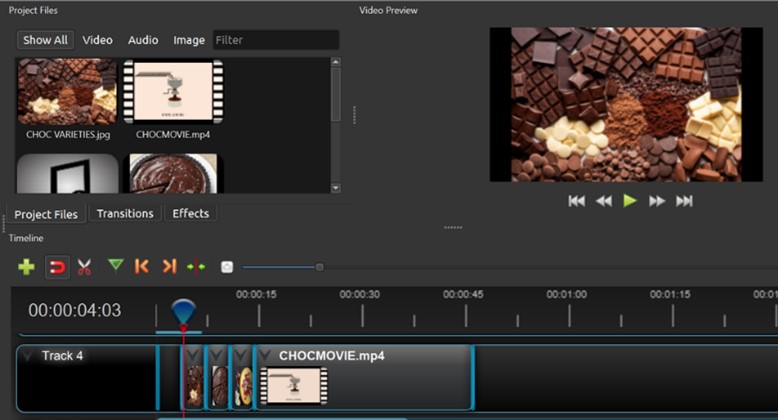 Project Files
Video Preview
Show All Video Audio Image Filter
CHOC VARIETIES.jpg CHOCMOVIE.mp4
Project Files Transitions Effects
Timeline
00:00:04:03
00:00:15 00:00:30 00:00:45 00:01:00 00:01:15 00:01
Track 4 CHOCMOVIE.mp4